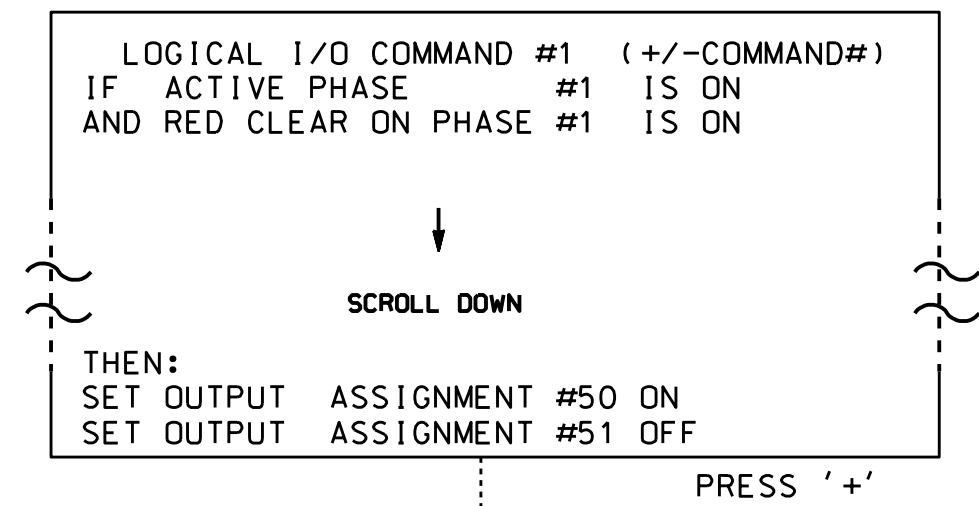 LOGICAL I/O COMMAND #1 (+/-COMMAND#)
IF ACTIVE PHASE #1 IS ON
AND RED CLEAR ON PHASE #1 IS ON
SCROLL DOWN
THEN:
SET OUTPUT ASSIGNMENT #50 ON
SET OUTPUT ASSIGNMENT #51 OFF
PRESS '+'